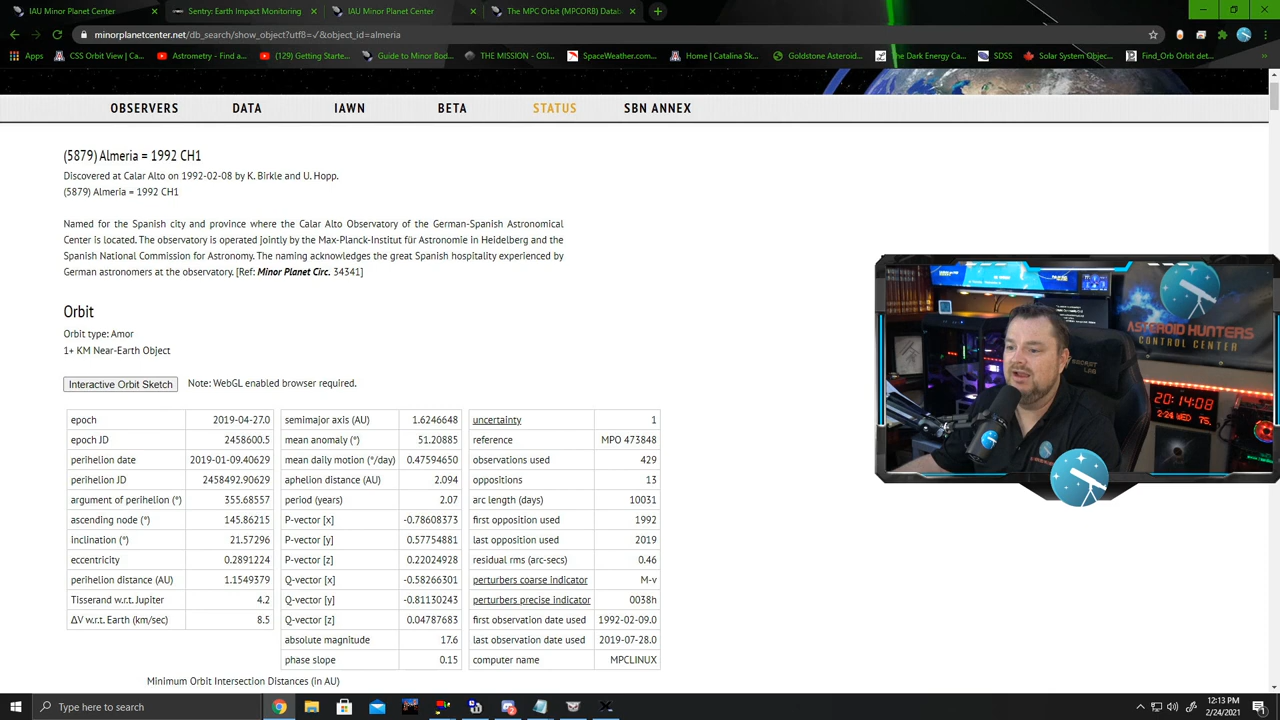 IAU Minor Planet Center
Sentry: Earth Impact Monitoring
IAU Minor Planet Center
The MPC Orbit (MPCORB) Datab
minorplanetcenter.net/db_search/show_object?utf8=✓&object_id=almeria
Apps
CSS Orbit View | Ca...
Astrometry - Find a...
(129) Getting Starte...
Guide to Minor Bod...
THE MISSION - OSI...
SpaceWeather.com...
Home | Catalina Sk...
Goldstone Asteroid...
The Dark Energy Ca...
SDSS
Solar System Objec...
Find_Orb Orbit det...
OBSERVERS DATA IAWN BETA STATUS SBN ANNEX
(5879) Almeria = 1992 CH1
Discovered at Calar Alto on 1992-02-08 by K. Birkle and U. Hopp.
(5879) Almeria = 1992 CH1
Named for the Spanish city and province where the Calar Alto Observatory of the German-Spanish Astronomical
Center is located. The observatory is operated jointly by the Max-Planck-Institut für Astronomie in Heidelberg and the
Spanish National Commission for Astronomy. The naming acknowledges the great Spanish hospitality experienced by
German astronomers at the observatory. [Ref: Minor Planet Circ. 34341]
Orbit
Orbit type: Amor
1+ KM Near-Earth Object
Interactive Orbit Sketch Note: WebGL enabled browser required.
epoch 2019-04-27.0 semimajor axis (AU) 1.6246648 uncertainty 1
epoch JD 2458600.5 mean anomaly (°) 51.20885 reference MPO 473848
perihelion date 2019-01-09.40629 mean daily motion (°/day) 0.47594650 observations used 429
perihelion JD 2458492.90629 aphelion distance (AU) 2.094 oppositions 13
argument of perihelion (°) 355.68557 period (years) 2.07 arc length (days) 10031
ascending node (°) 145.86215 P-vector [x] -0.78608373 first opposition used 1992
inclination (°) 21.57296 P-vector [y] 0.57754881 last opposition used 2019
eccentricity 0.2891224 P-vector [z] 0.22024928 residual rms (arc-secs) 0.46
perihelion distance (AU) 1.1549379 Q-vector [x] -0.58266301 perturbers coarse indicator M-v
Tisserand w.r.t. Jupiter 4.2 Q-vector [y] -0.81130243 perturbers precise indicator 0038h
ΔV w.r.t. Earth (km/sec) 8.5 Q-vector [z] 0.04787683 first observation date used 1992-02-09.0
absolute magnitude 17.6 last observation date used 2019-07-28.0
phase slope 0.15 computer name MPCLINUX
Minimum Orbit Intersection Distances (in AU)
ASTEROID HUNTERS
CONTROL CENTER
20:14:08
2-24 WED 75.
Type here to search
12:13 PM
2/24/2021